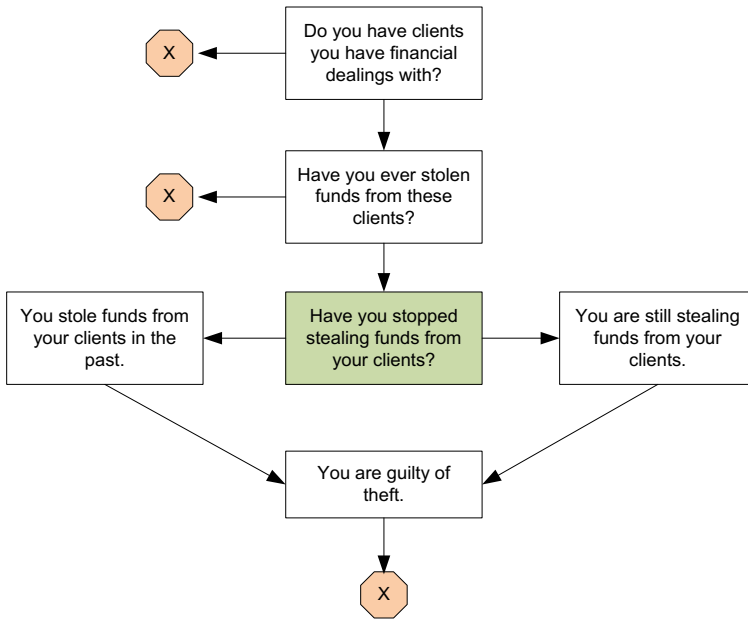 Do you have clients
you have financial
dealings with?
X
Have you ever stolen
funds from these
clients?
X
You stole funds from
your clients in the
past.
Have you stopped
stealing funds from
your clients?
You are still stealing
funds from your
clients.
You are guilty of
theft.
X